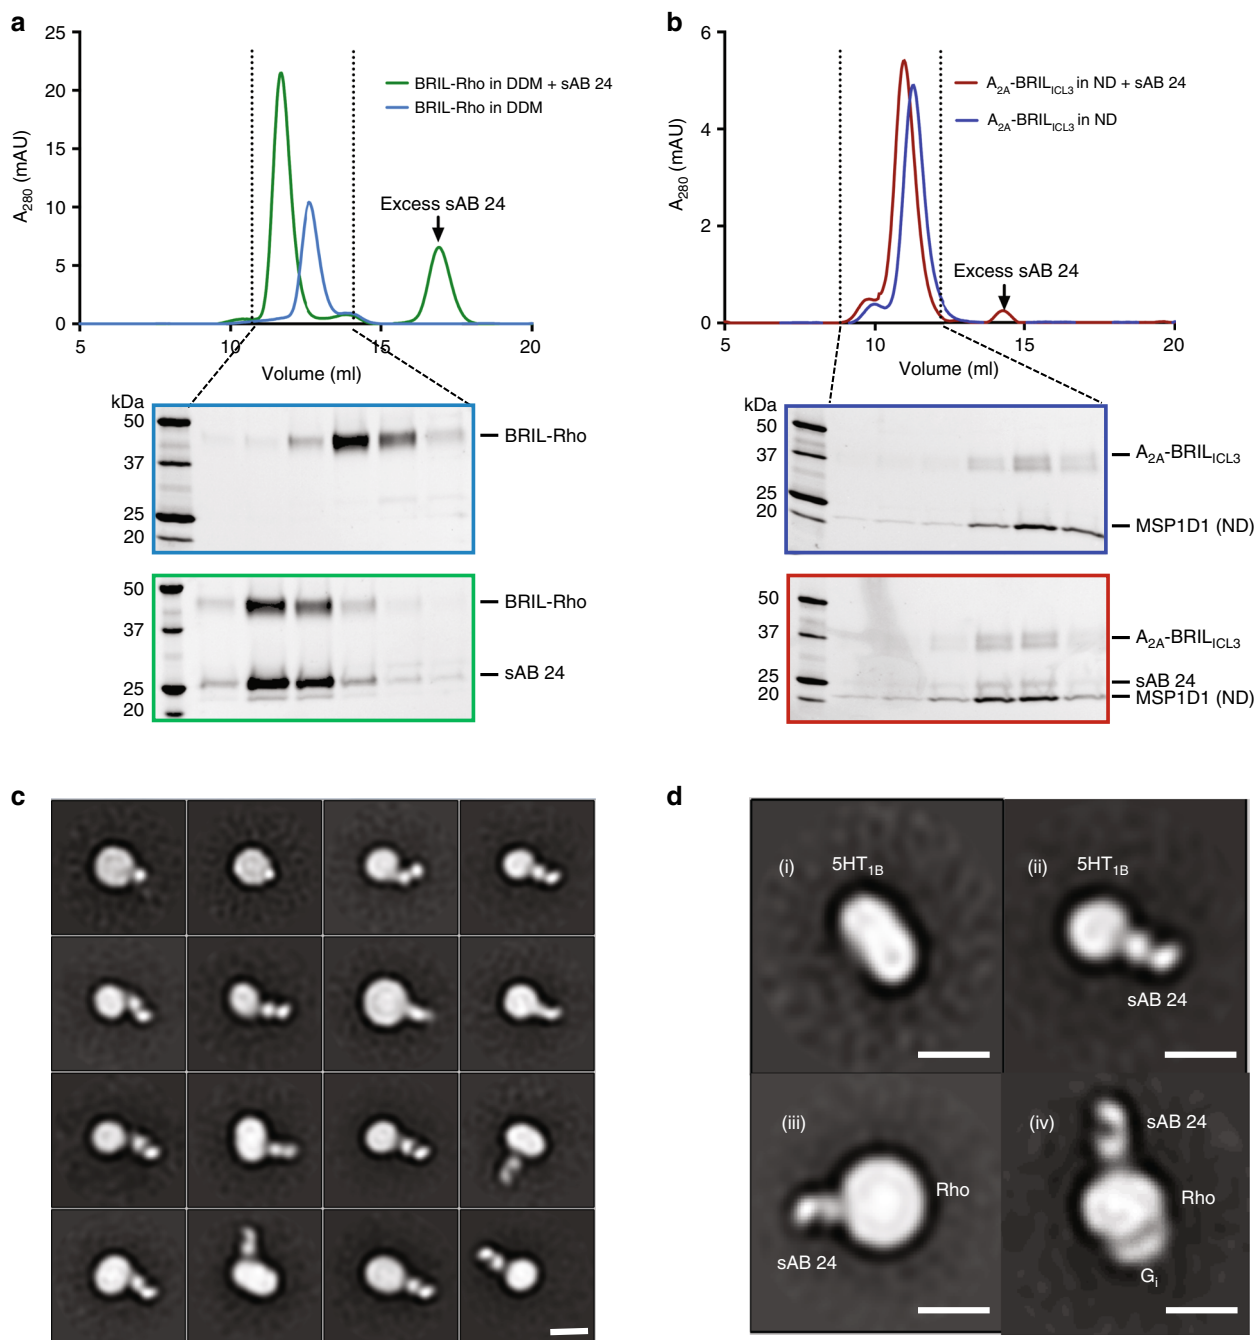 a
25
20
15
10
5
0
A280 (mAU)
BRIL-Rho in DDM + sAB 24
BRIL-Rho in DDM
Excess sAB 24
5
10
15
20
Volume (ml)
kDa
50
37
25
20
BRIL-Rho
50
37
25
20
BRIL-Rho
sAB 24
b
6
4
2
0
A280 (mAU)
A2A-BRILICL3 in ND + sAB 24
A2A-BRILICL3 in ND
Excess sAB 24
5
10
15
20
Volume (ml)
kDa
50
37
25
20
A2A-BRILICL3
MSP1D1 (ND)
50
37
25
20
A2A-BRILICL3
sAB 24
MSP1D1 (ND)
c
d
(i)
5HT1B
(ii)
5HT1B
sAB 24
(iii)
Rho
sAB 24
(iv)
sAB 24
Rho
Gi